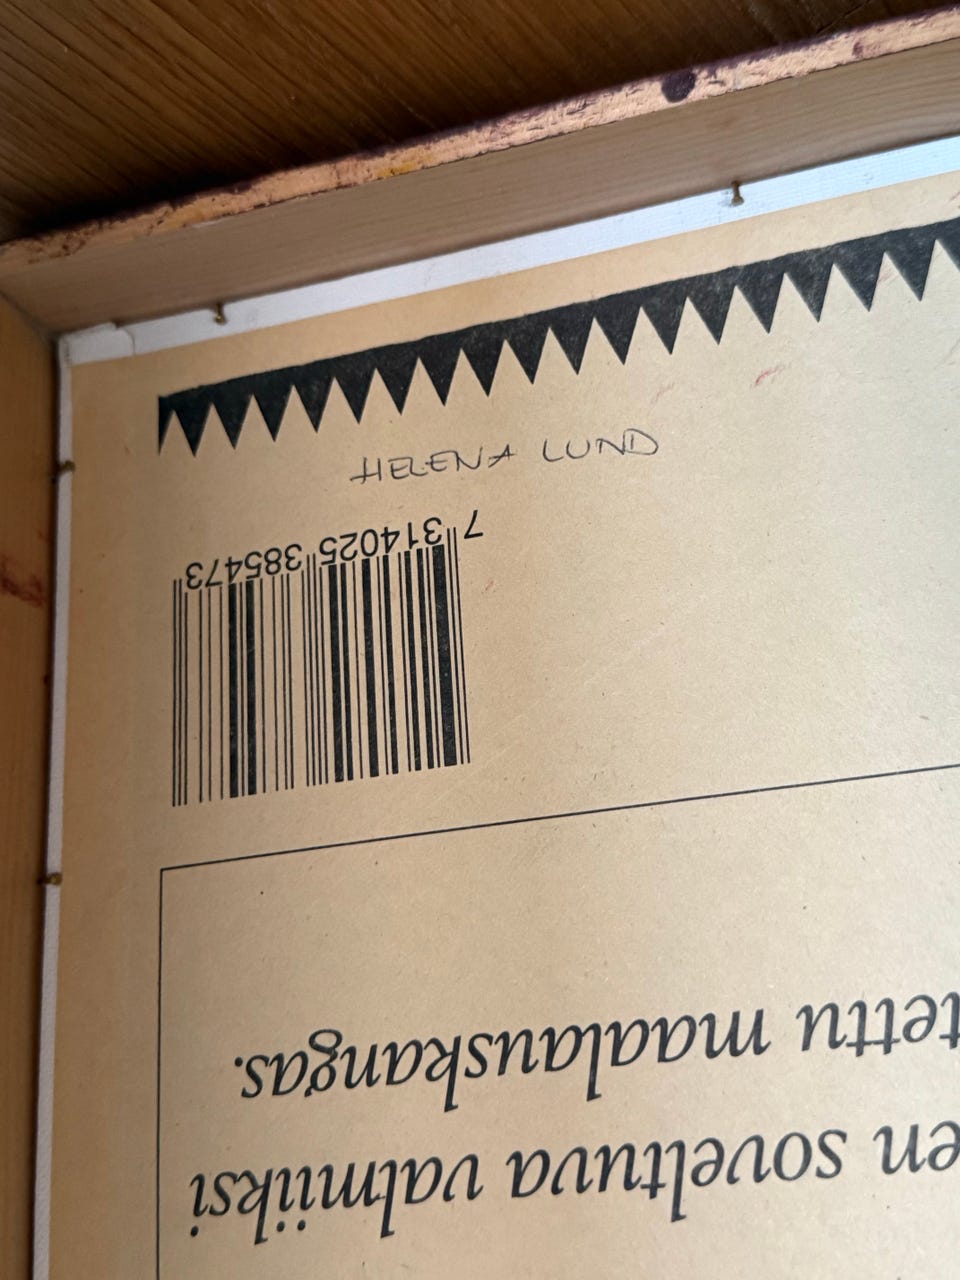 HELENA LUND
7 314025 385473
en soveltuva valmiiksi
tettu maalauskangas.